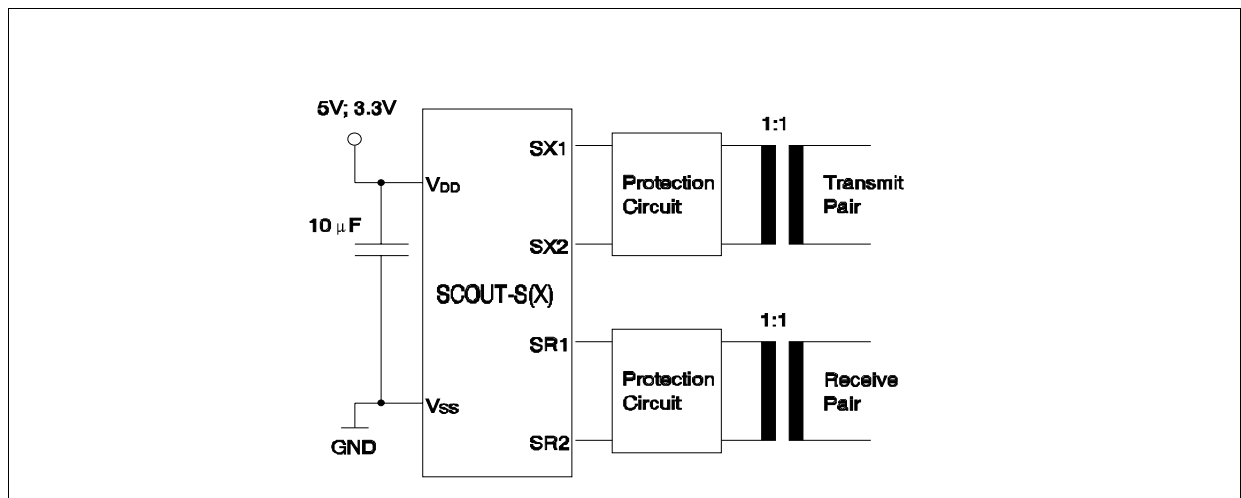 5V; 3.3V
VDD
10 µF
VSS
GND
SCOUT-S(X)
SX1
SX2
SR1
SR2
Protection
Circuit
1:1
Transmit
Pair
Protection
Circuit
1:1
Receive
Pair